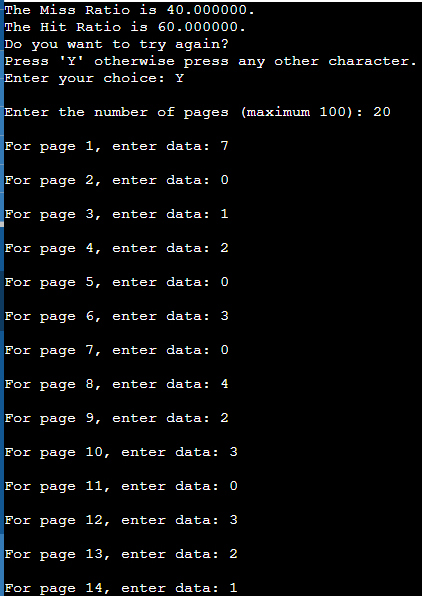 The Miss Ratio is 40.000000.
The Hit Ratio is 60.000000.
Do you want to try again?
Press 'Y' otherwise press any other character.
Enter your choice: Y
Enter the number of pages (maximum 100): 20
For page 1, enter data: 7
For page 2, enter data: 0
For page 3, enter data: 1
For page 4, enter data: 2
For page 5, enter data: 0
For page 6, enter data: 3
For page 7, enter data: 0
For page 8, enter data: 4
For page 9, enter data: 2
For page 10, enter data: 3
For page 11, enter data: 0
For page 12, enter data: 3
For page 13, enter data: 2
For page 14, enter data: 1